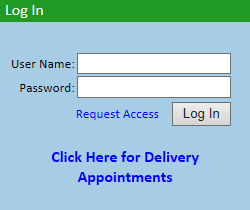 Log In
User Name:
Password:
Request Access Log In
Click Here for Delivery
Appointments